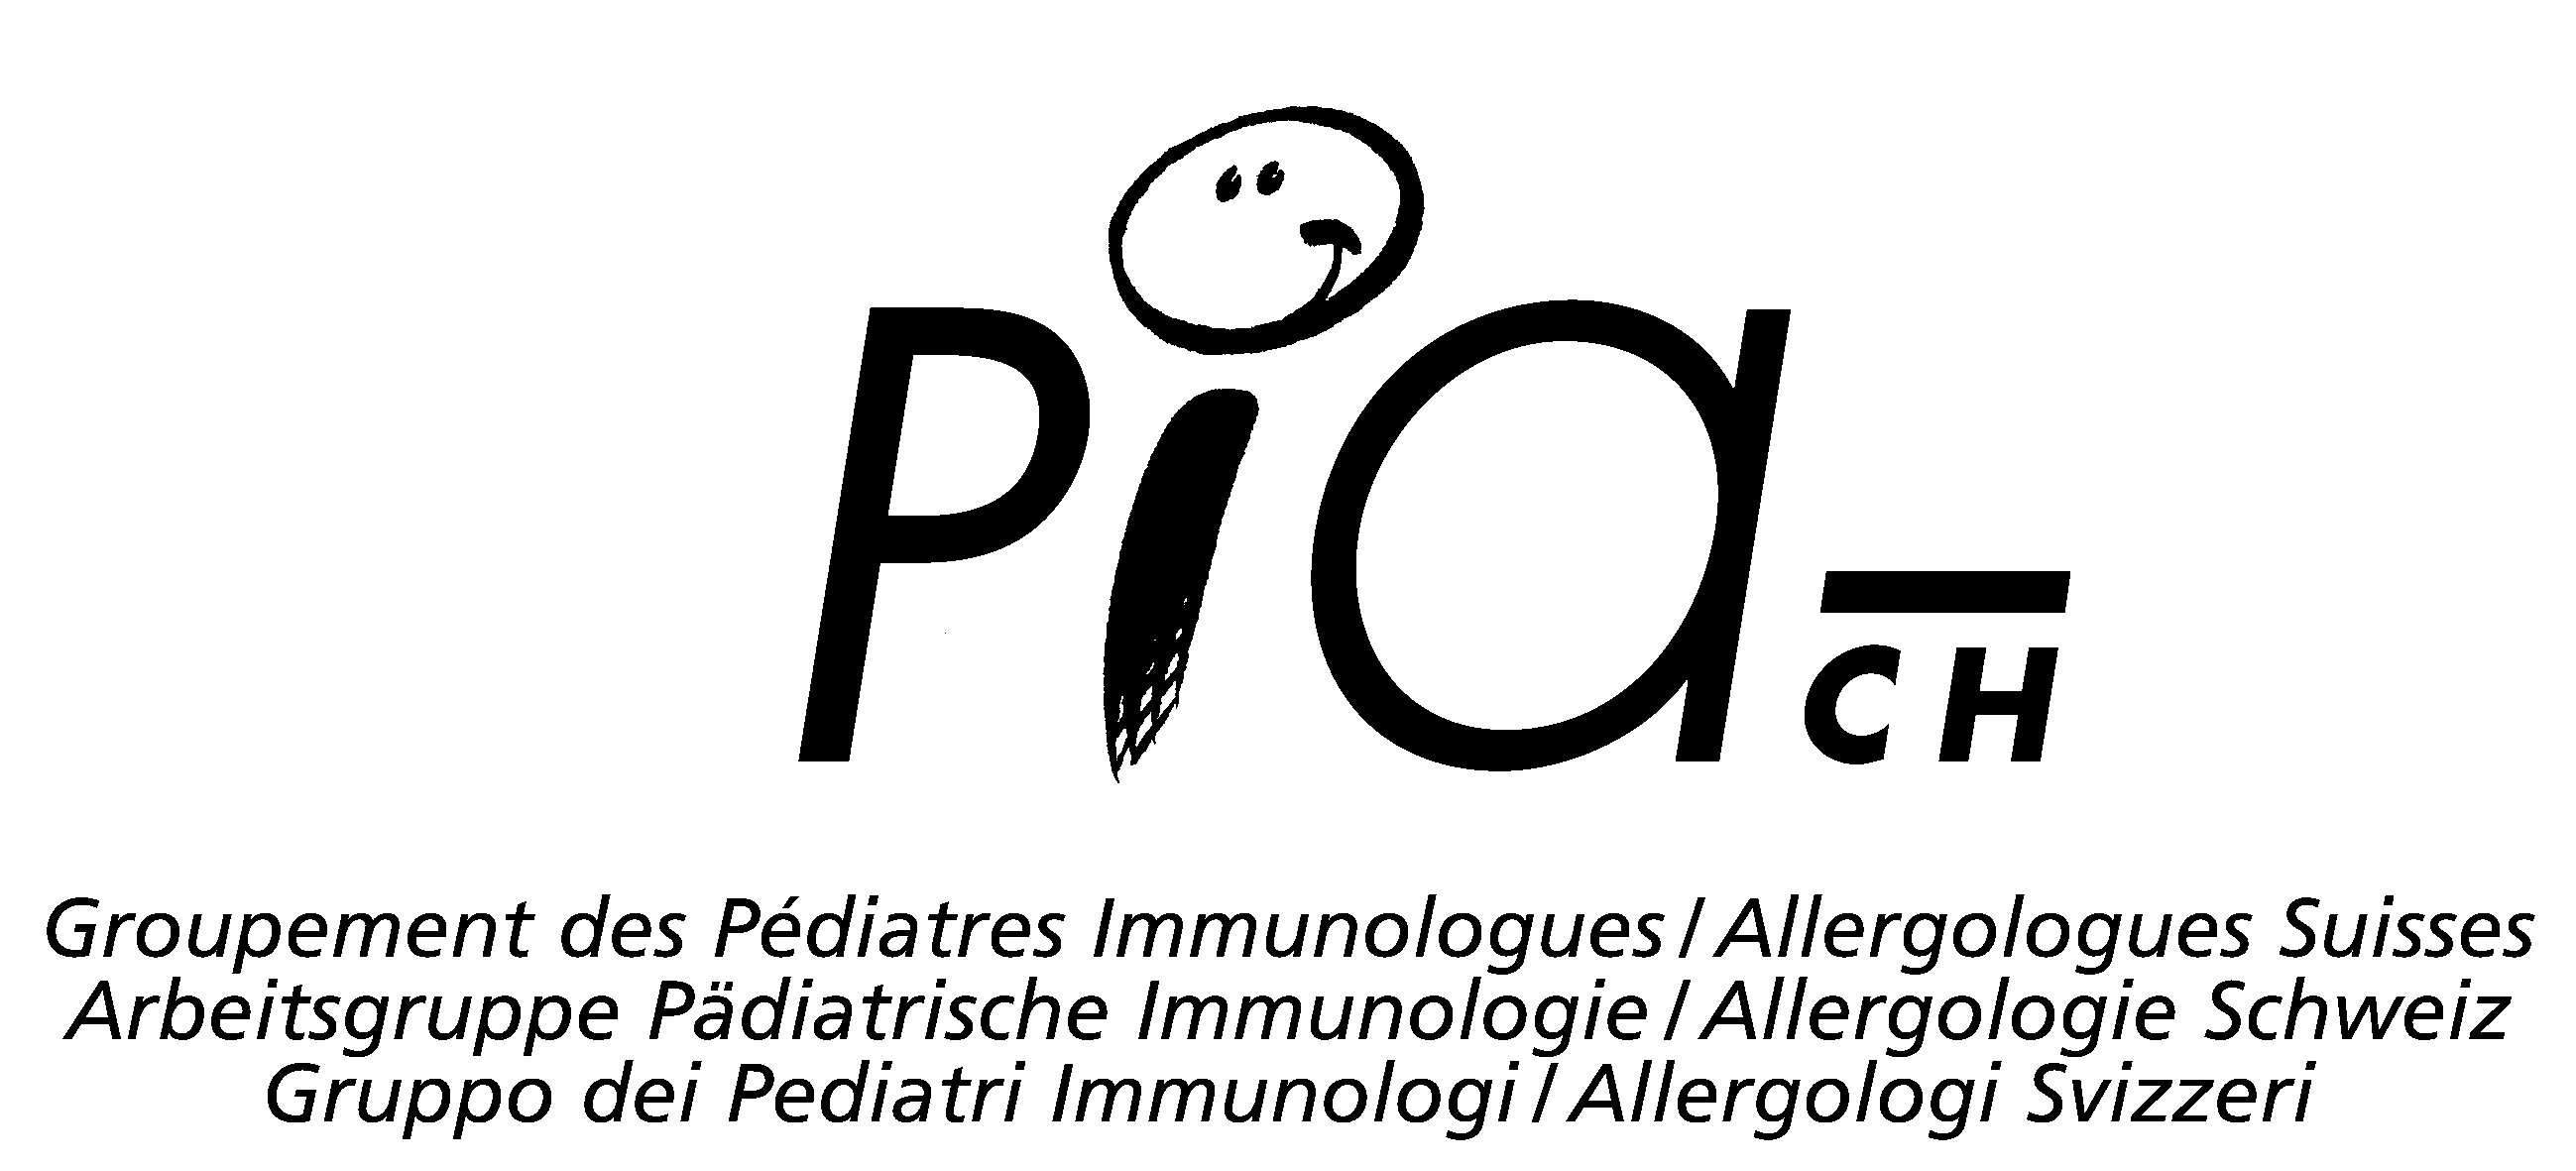 Pia CH
Groupement des Pédiatres Immunologues / Allergologues Suisses
Arbeitsgruppe Pädiatrische Immunologie / Allergologie Schweiz
Gruppo dei Pediatri Immunologi / Allergologi Svizzeri